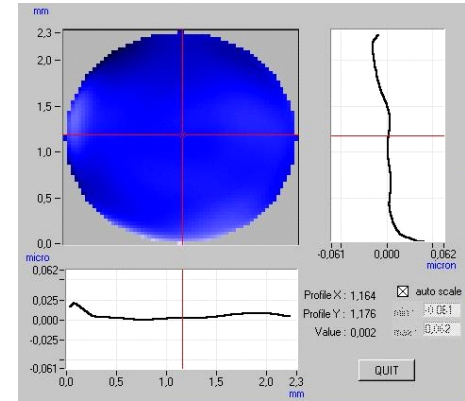 mm
2,3
2,0
1,5
1,0
0,5
0,0
-0,061 0,000 0,062
micron
micro
0,062
0,025
0,000
-0,025
-0,061
0,0 0,5 1,0 1,5 2,0 2,3
mm
Profile X : 1,164
auto scale
Profile Y : 1,176
min : -0.061
Value : 0,002
max : 0,062
QUIT